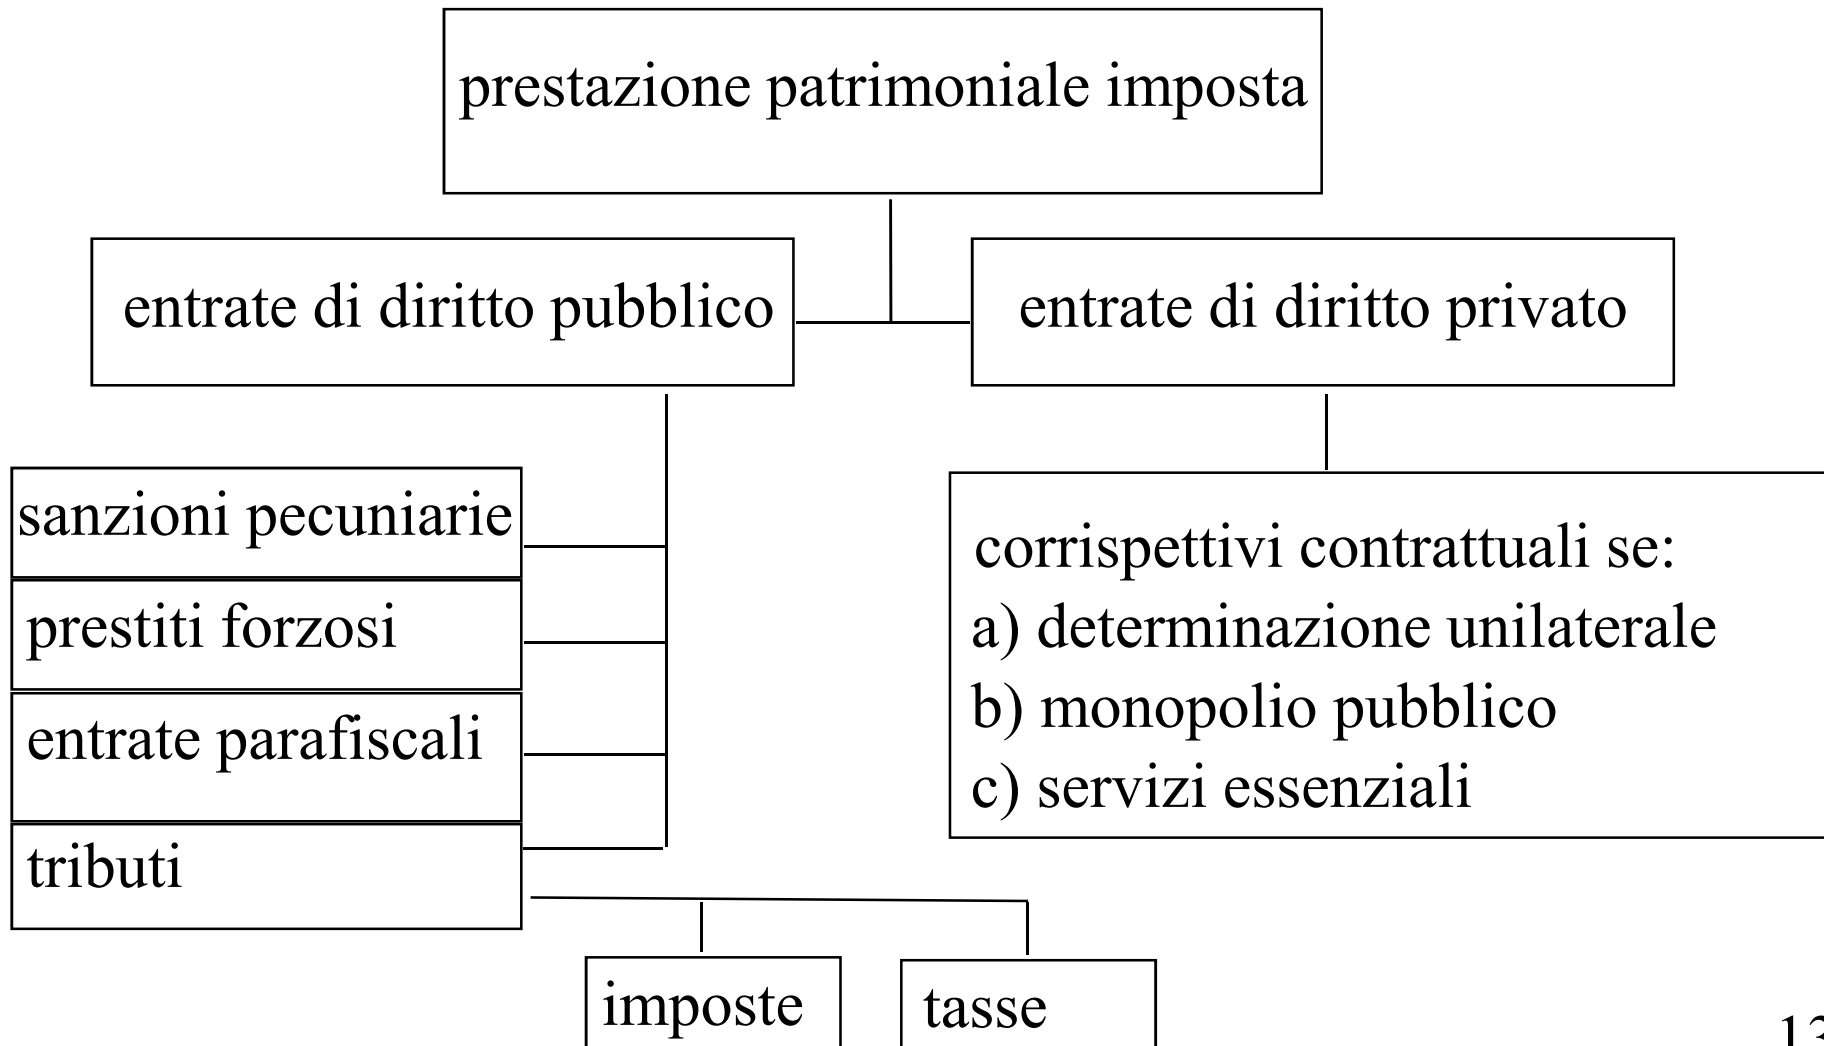 prestazione patrimoniale imposta
entrate di diritto pubblico
entrate di diritto privato
sanzioni pecuniarie
prestiti forzosi
entrate parafiscali
tributi
corrispettivi contrattuali se:
a) determinazione unilaterale
b) monopolio pubblico
c) servizi essenziali
imposte
tasse
13